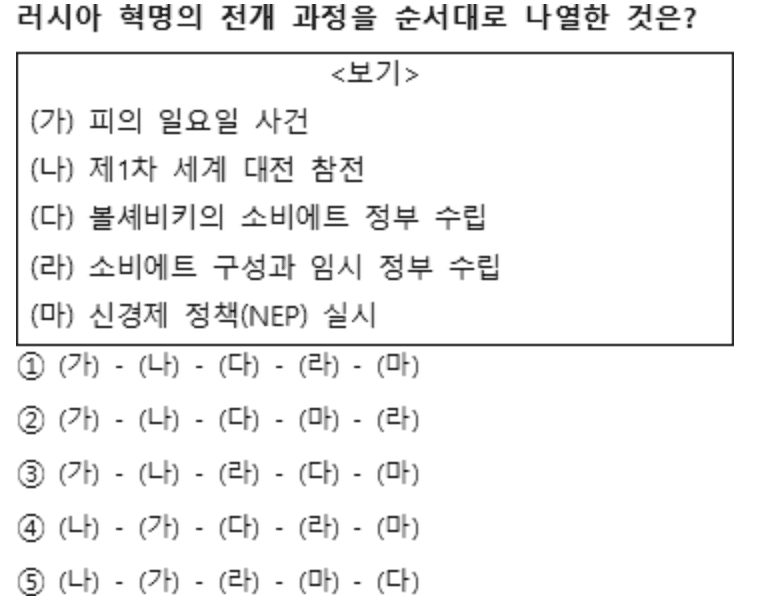 러시아 혁명의 전개 과정을 순서대로 나열한 것은?
<보기>
(가) 피의 일요일 사건
(나) 제1차 세계 대전 참전
(다) 볼셰비키의 소비에트 정부 수립
(라) 소비에트 구성과 임시 정부 수립
(마) 신경제 정책(NEP) 실시
① (가) - (나) - (다) - (라) - (마)
② (가) - (나) - (다) - (마) - (라)
③ (가) - (나) - (라) - (다) - (마)
④ (나) - (가) - (다) - (라) - (마)
⑤ (나) - (가) - (라) - (마) - (다)